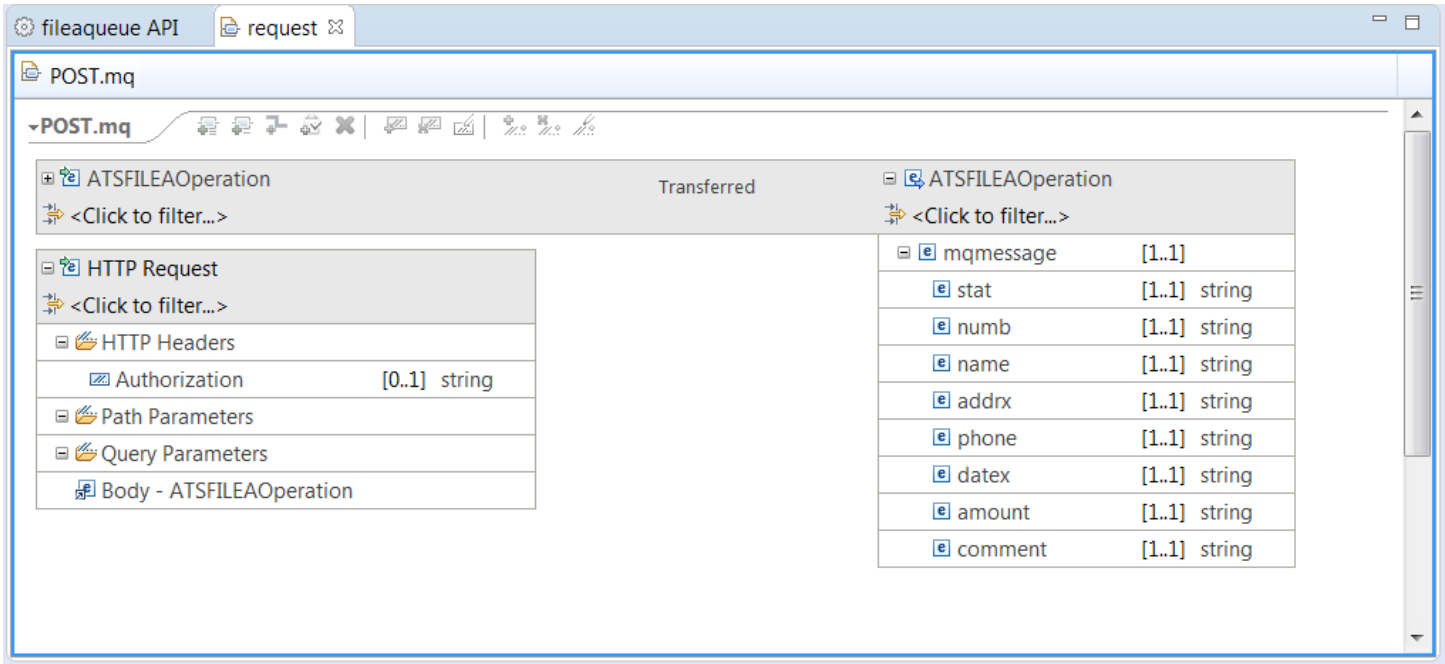 fileaqueue API request
POST.mq
POST.mq
ATSFILEAOperation Transferred ATSFILEAOperation
<Click to filter...> <Click to filter...>
HTTP Request
<Click to filter...>
HTTP Headers
Authorization [0..1] string
Path Parameters
Query Parameters
Body - ATSFILEAOperation
mqmessage [1..1]
stat [1..1] string
numb [1..1] string
name [1..1] string
addrx [1..1] string
phone [1..1] string
datex [1..1] string
amount [1..1] string
comment [1..1] string